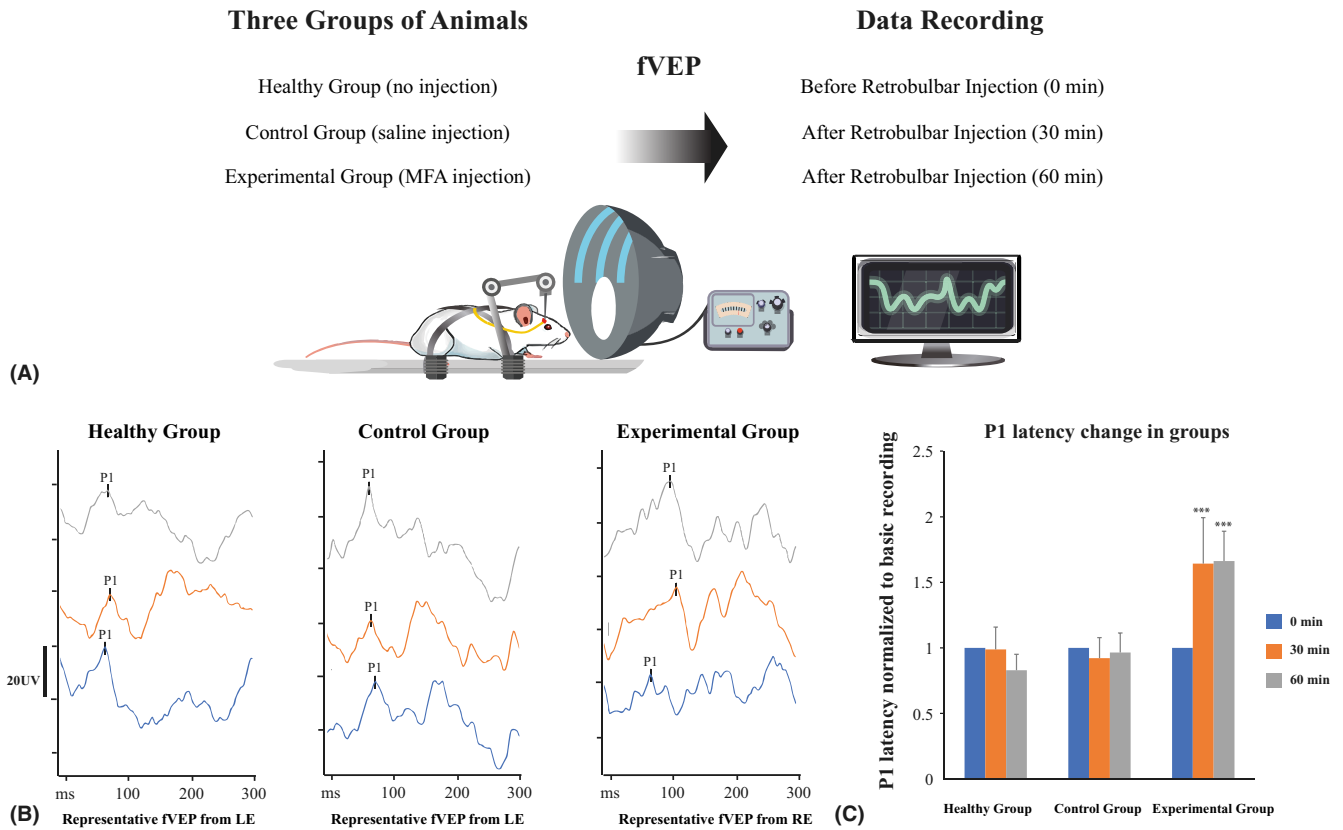 Three Groups of Animals
Healthy Group (no injection)
Control Group (saline injection)
Experimental Group (MFA injection)
fVEP
Data Recording
Before Retrobulbar Injection (0 min)
After Retrobulbar Injection (30 min)
After Retrobulbar Injection (60 min)
(A)
Healthy Group
P1
P1
P1
20UV
ms 100 200 300
Representative fVEP from LE
Control Group
P1
P1
P1
ms 100 200 300
Representative fVEP from LE
Experimental Group
P1
P1
P1
ms 100 200 300
Representative fVEP from RE
(B)
P1 latency change in groups
P1 latency normalized to basic recording
2.5
2
1.5
1
0.5
0
*** ***
Healthy Group Control Group Experimental Group
0 min
30 min
60 min
(C)